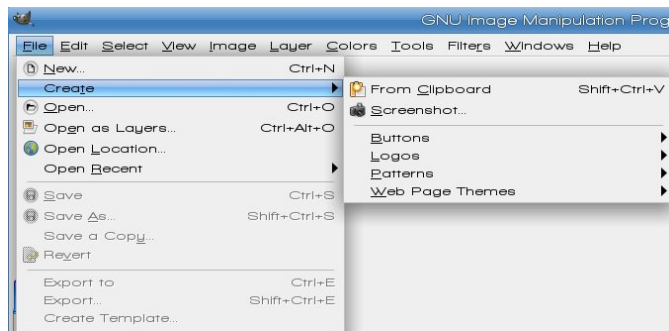 GNU Image Manipulation Prog
File Edit Select View Image Layer Colors Tools Filters Windows Help
New... Ctrl+N
Create
Open... Ctrl+O
Open as Layers... Ctrl+Alt+O
Open Location...
Open Recent
Save Ctrl+S
Save As... Shift+Ctrl+S
Save a Copy...
Revert
Export to Ctrl+E
Export... Shift+Ctrl+E
Create Template...
From Clipboard Shift+Ctrl+V
Screenshot...
Buttons
Logos
Patterns
Web Page Themes